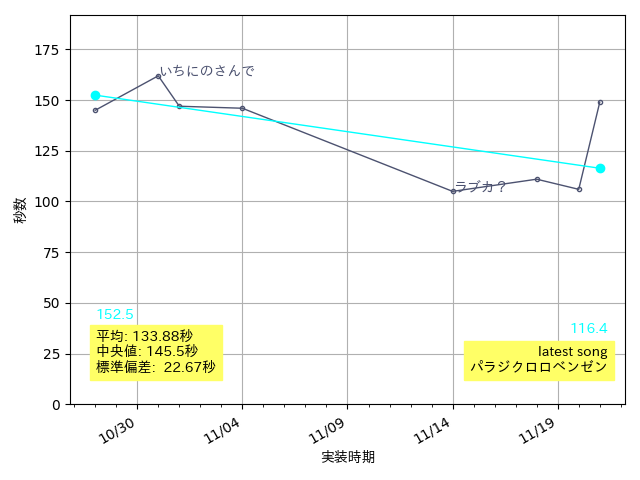 175
150
125
100
75
50
25
0
秒数
いちにのさんで
ラブカ？
152.5
116.4
平均: 133.88秒
中央値: 145.5秒
標準偏差:  22.67秒
latest song
パラジクロロベンゼン
10/30
11/04
11/09
11/14
11/19
実装時期